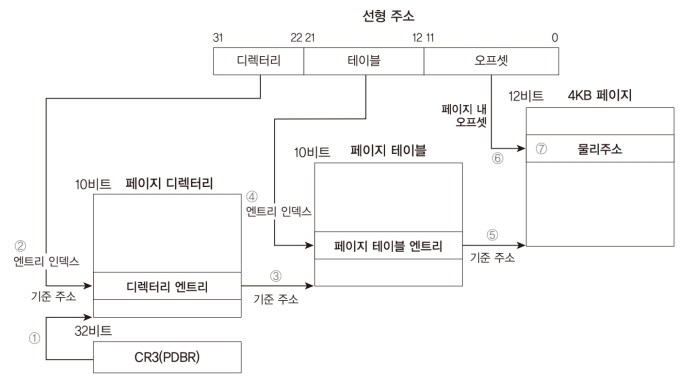 선형 주소
31 22 21 12 11 0
디렉터리 테이블 오프셋
12비트 4KB 페이지
페이지 내
오프셋
⑥
⑦ 물리주소
10비트 페이지 테이블
④
엔트리 인덱스
페이지 테이블 엔트리
⑤
기준 주소
10비트 페이지 디렉터리
②
엔트리 인덱스
디렉터리 엔트리
③
기준 주소
기준 주소
①
32비트
CR3(PDBR)